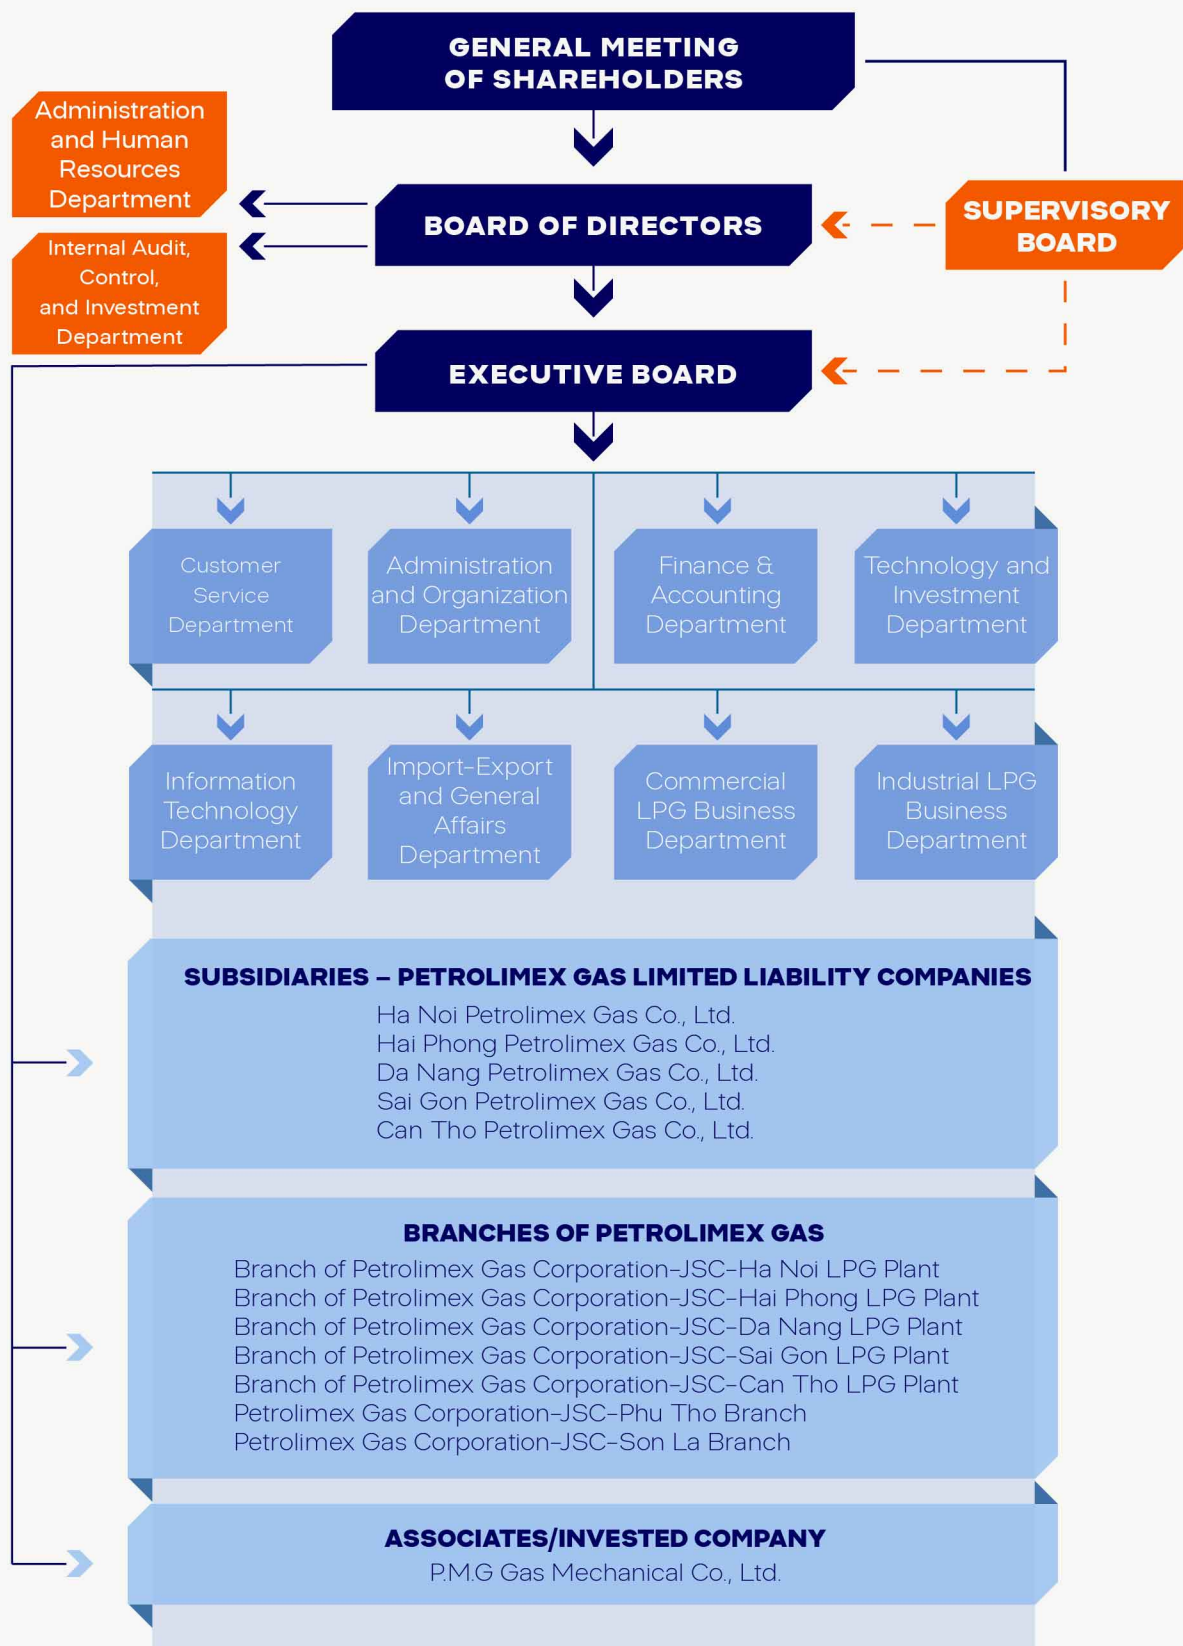 GENERAL MEETING
OF SHAREHOLDERS
Administration
and Human
Resources
Department
BOARD OF DIRECTORS
SUPERVISORY
BOARD
Internal Audit,
Control,
and Investment
Department
EXECUTIVE BOARD
Customer
Service
Department
Administration
and Organization
Department
Finance &
Accounting
Department
Technology and
Investment
Department
Information
Technology
Department
Import-Export
and General
Affairs
Department
Commercial
LPG Business
Department
Industrial LPG
Business
Department
SUBSIDIARIES – PETROLIMEX GAS LIMITED LIABILITY COMPANIES
Ha Noi Petrolimex Gas Co., Ltd.
Hai Phong Petrolimex Gas Co., Ltd.
Da Nang Petrolimex Gas Co., Ltd.
Sai Gon Petrolimex Gas Co., Ltd.
Can Tho Petrolimex Gas Co., Ltd.
BRANCHES OF PETROLIMEX GAS
Branch of Petrolimex Gas Corporation-JSC-Ha Noi LPG Plant
Branch of Petrolimex Gas Corporation-JSC-Hai Phong LPG Plant
Branch of Petrolimex Gas Corporation-JSC-Da Nang LPG Plant
Branch of Petrolimex Gas Corporation-JSC-Sai Gon LPG Plant
Branch of Petrolimex Gas Corporation-JSC-Can Tho LPG Plant
Petrolimex Gas Corporation-JSC-Phu Tho Branch
Petrolimex Gas Corporation-JSC-Son La Branch
ASSOCIATES/INVESTED COMPANY
P.M.G Gas Mechanical Co., Ltd.